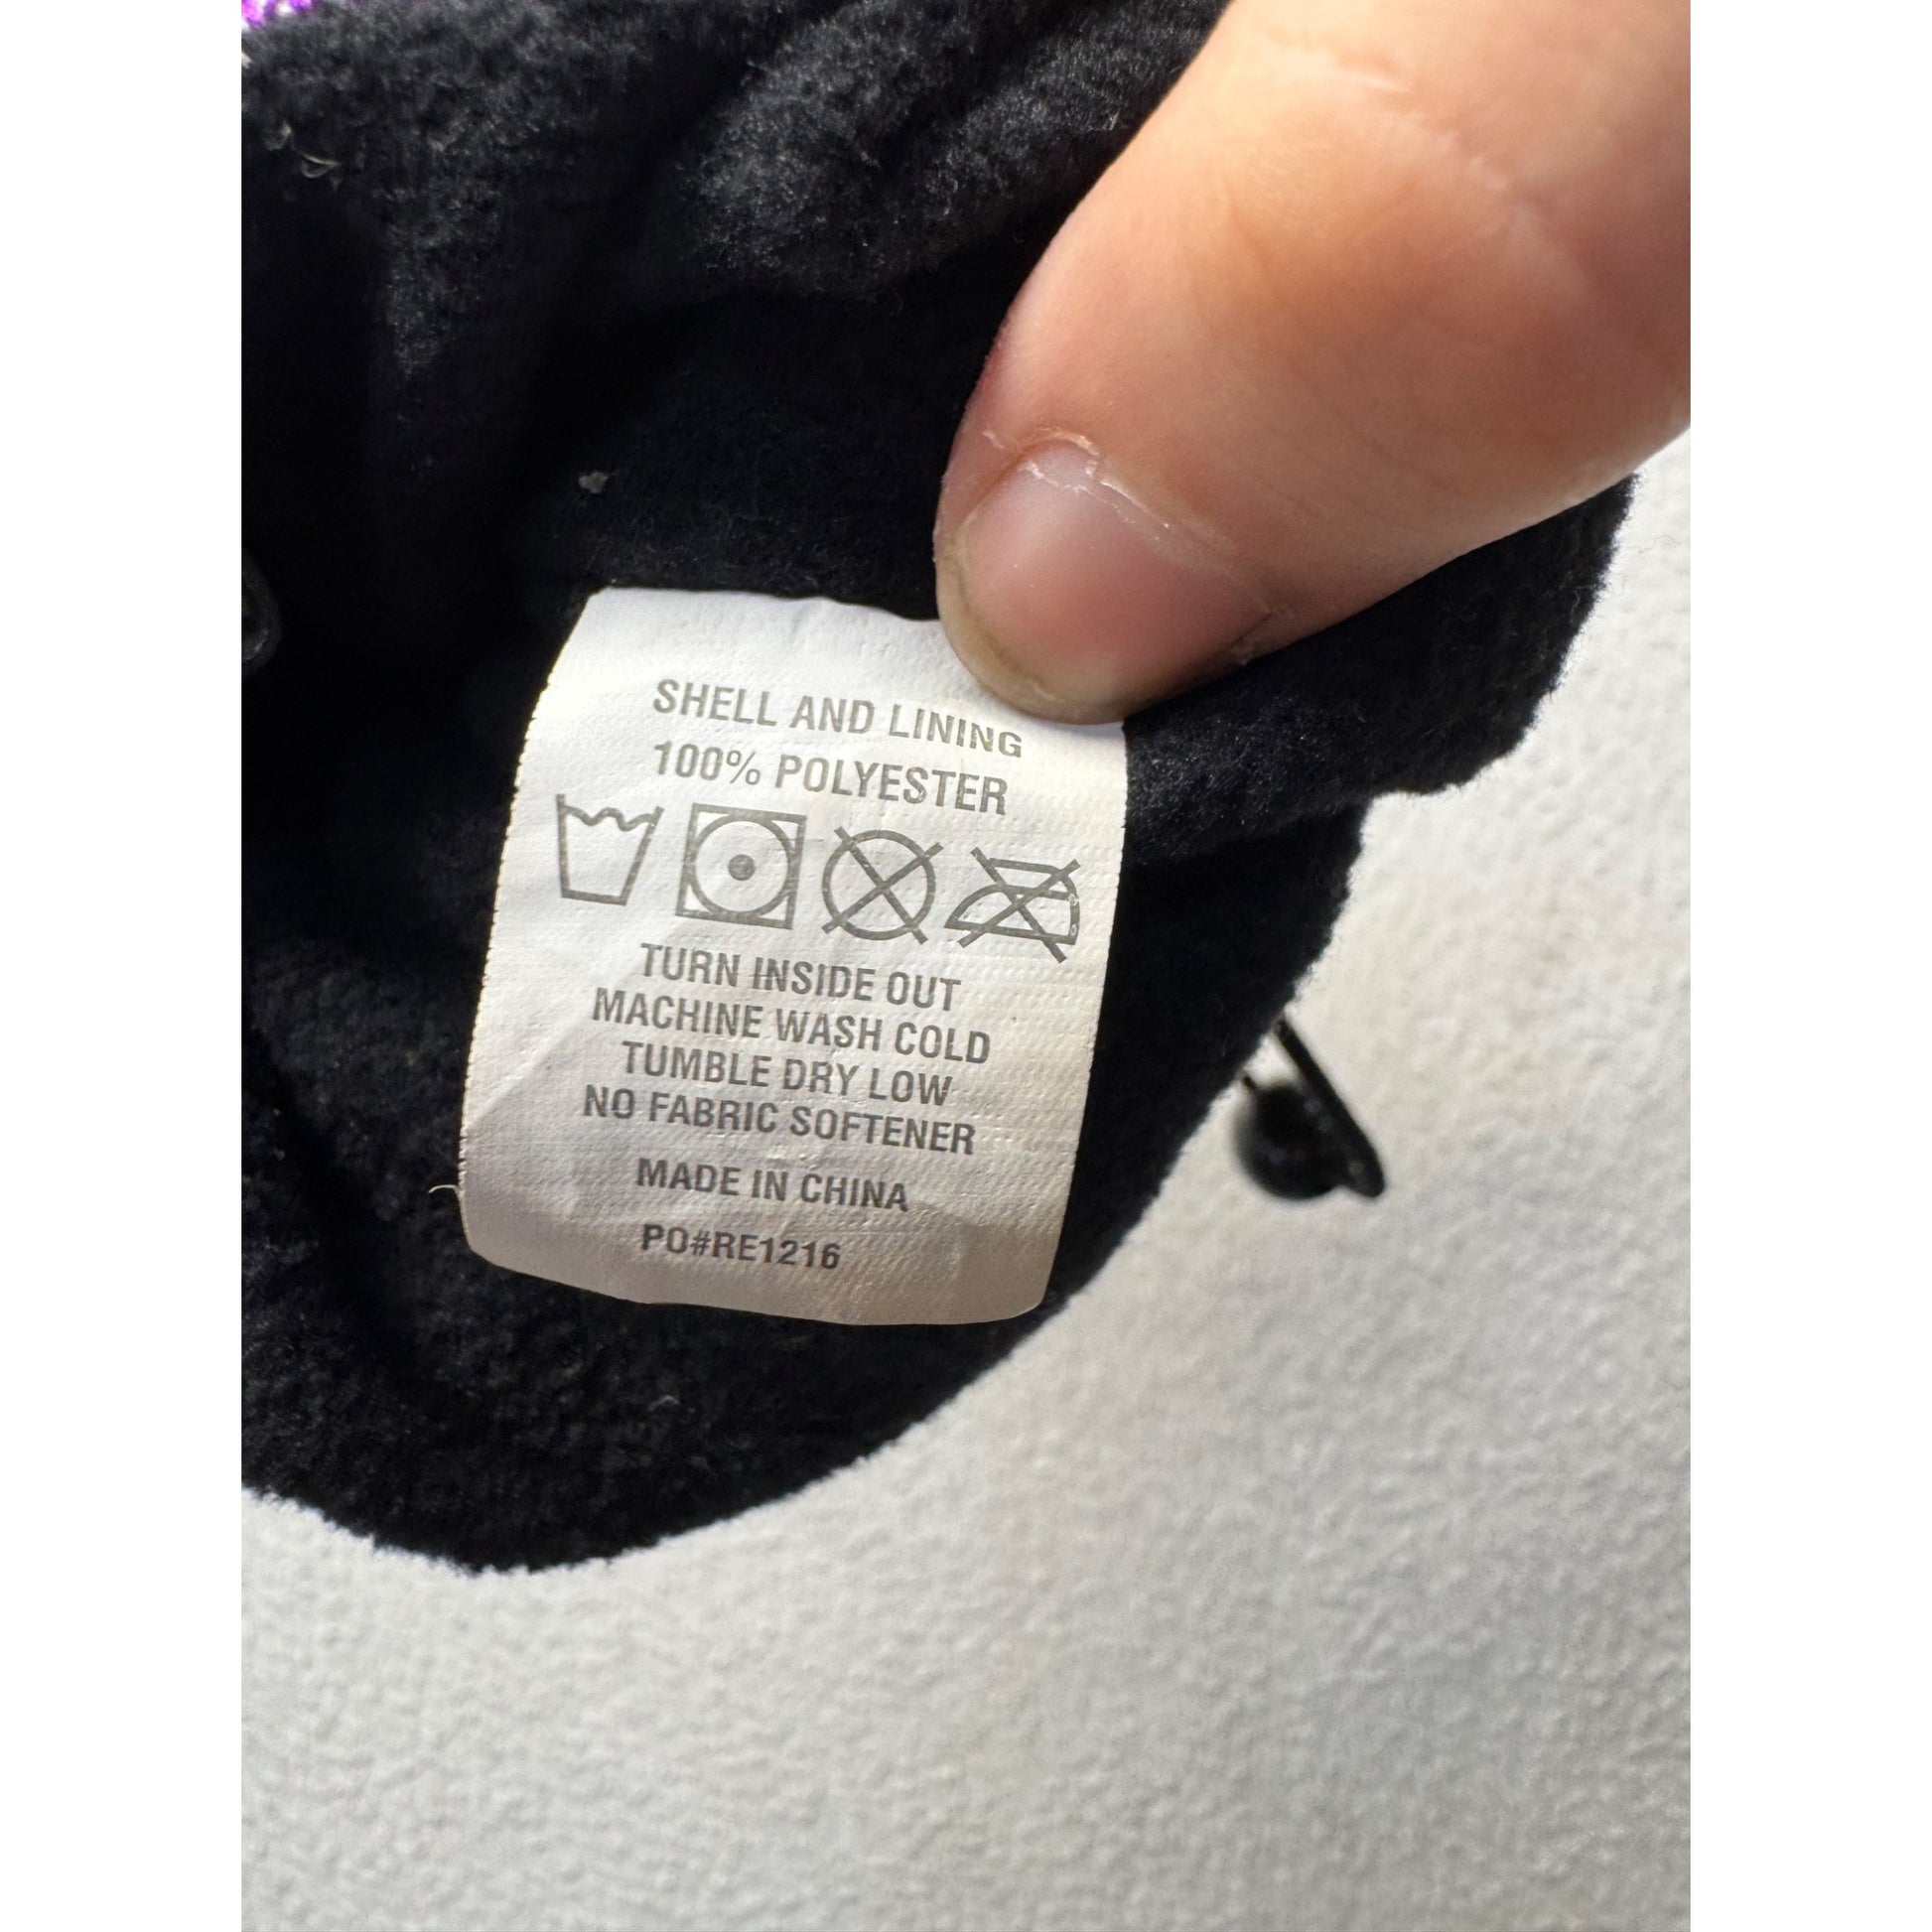 SHELL AND LINING
100% POLYESTER
TURN INSIDE OUT
MACHINE WASH COLD
TUMBLE DRY LOW
NO FABRIC SOFTENER
MADE IN CHINA
PO#RE1216